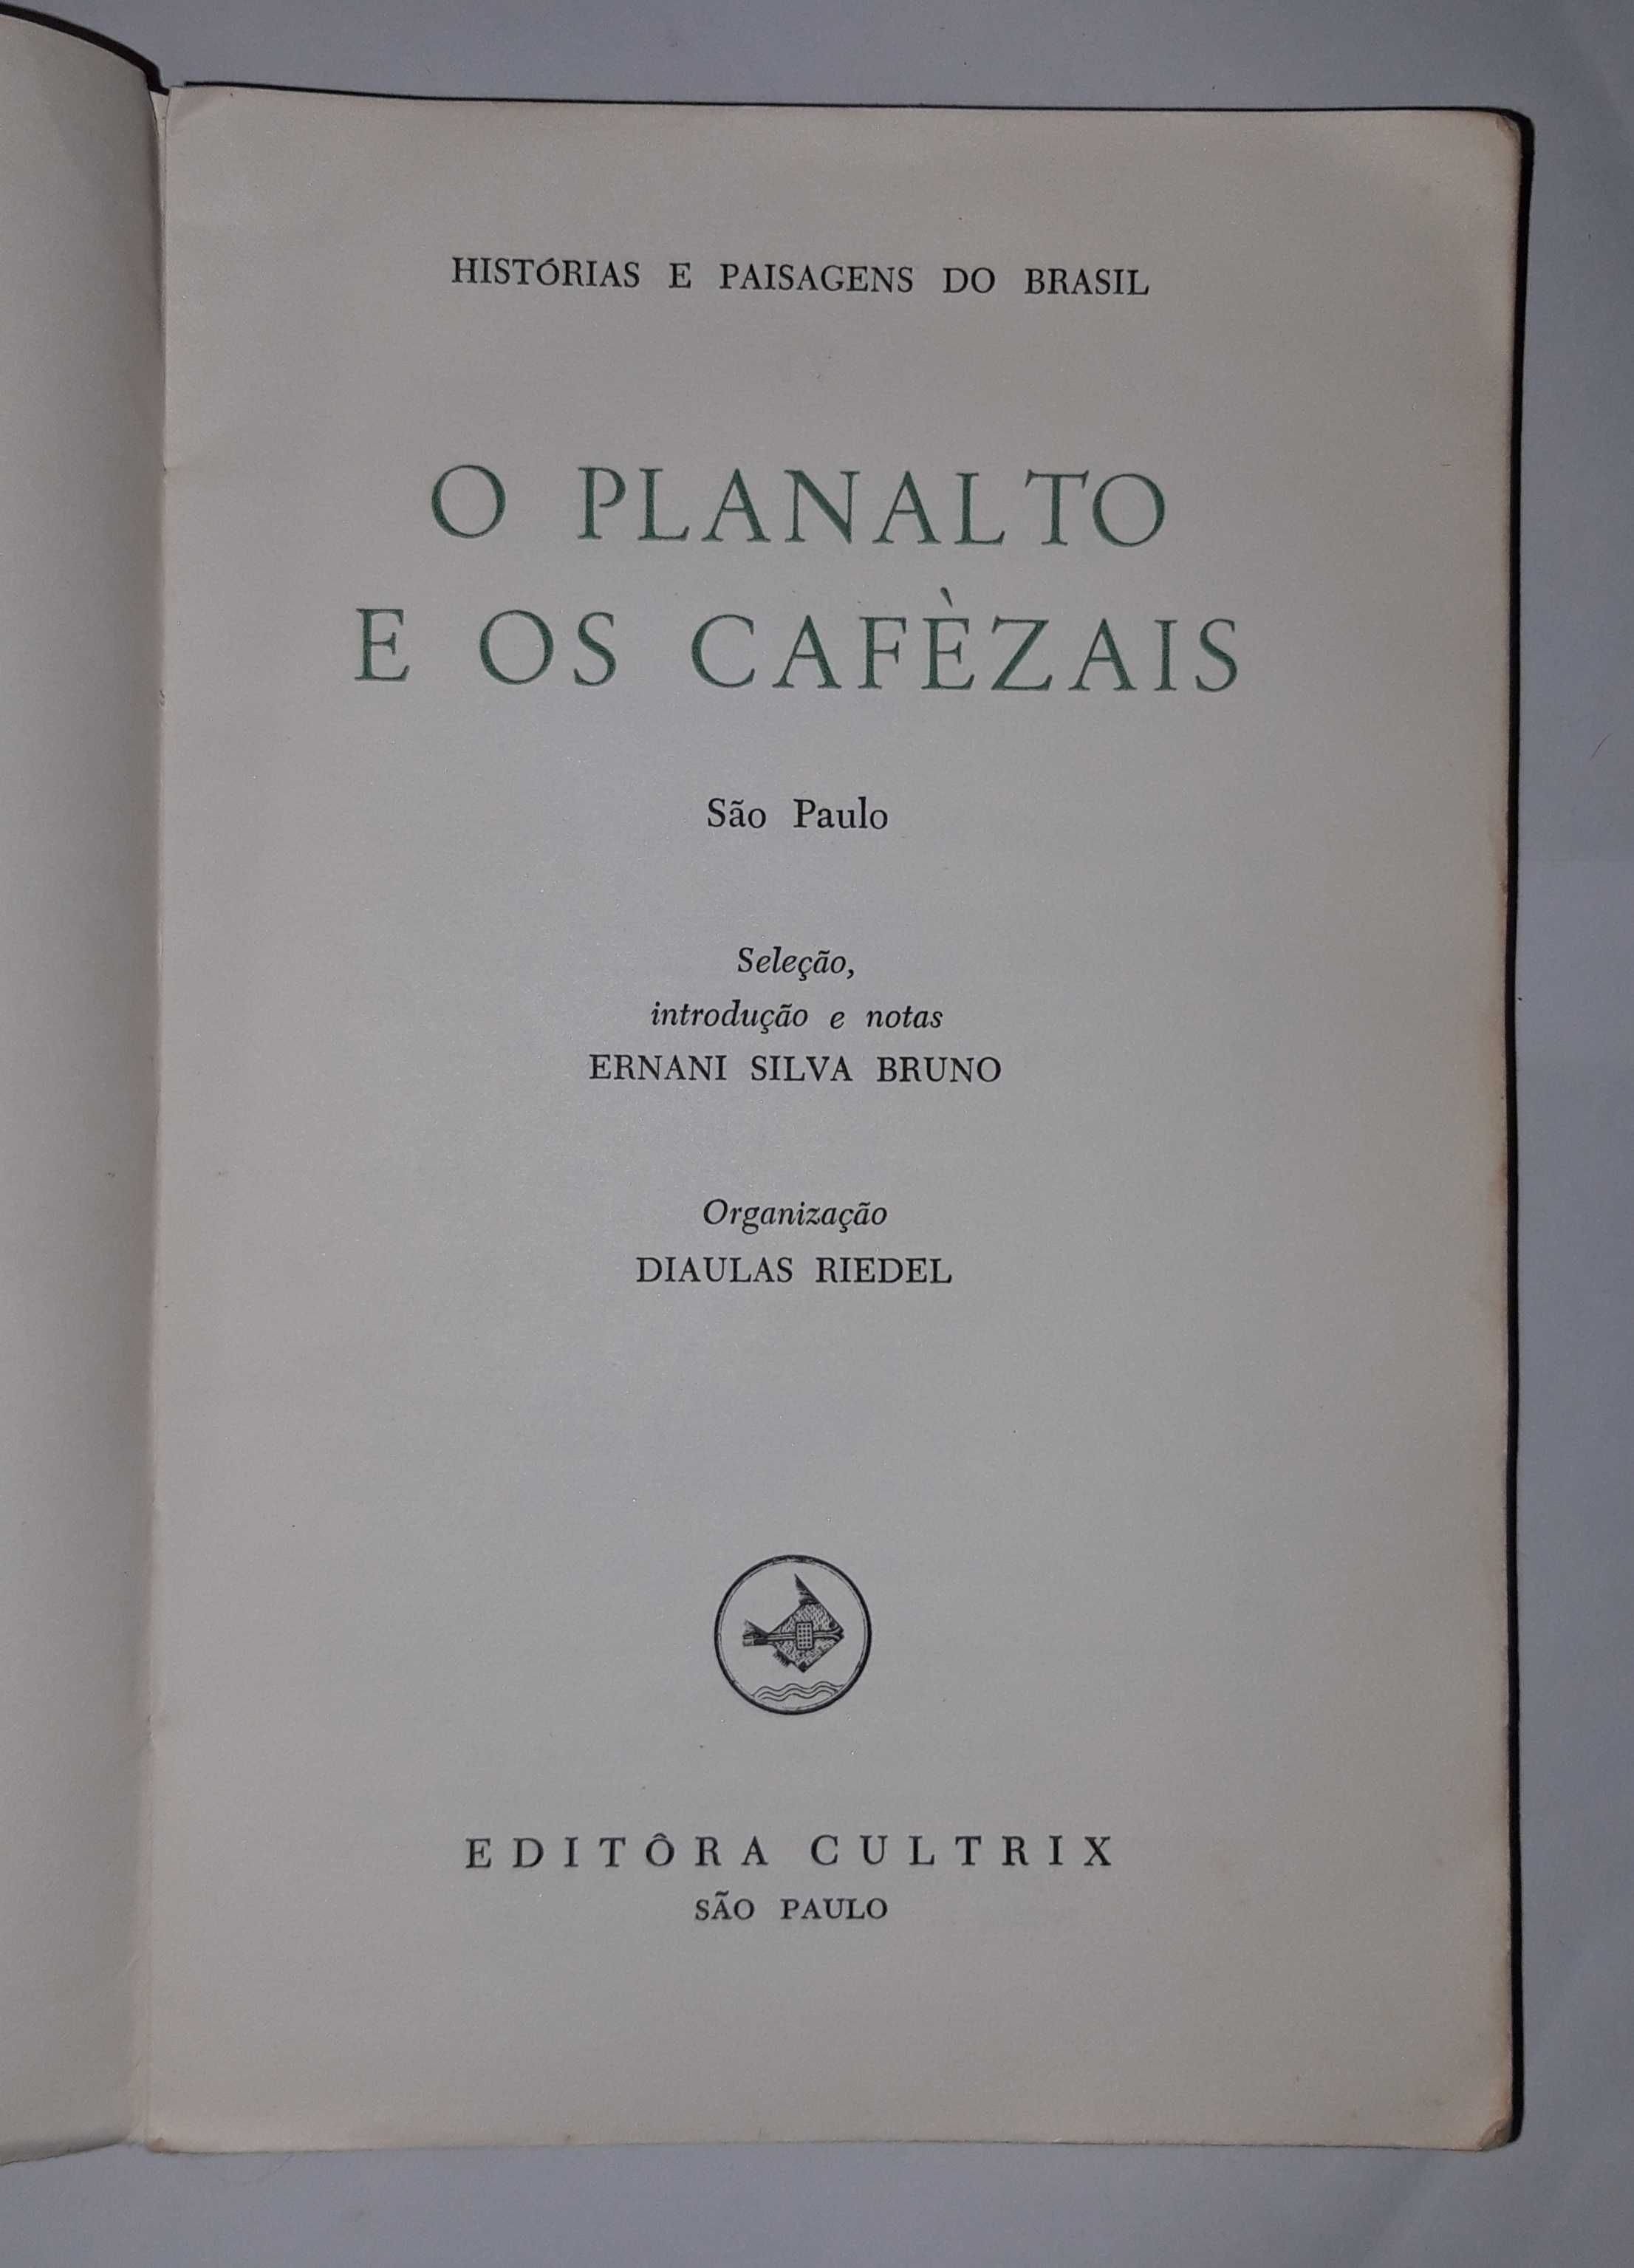 HISTÓRIAS E PAISAGENS DO BRASIL
O PLANALTO
E OS CAFÈZAIS
São Paulo
Seleção,
introdução e notas
ERNANI SILVA BRUNO
Organização
DIAULAS RIEDEL
EDITÔRA CULTRIX
SÃO PAULO